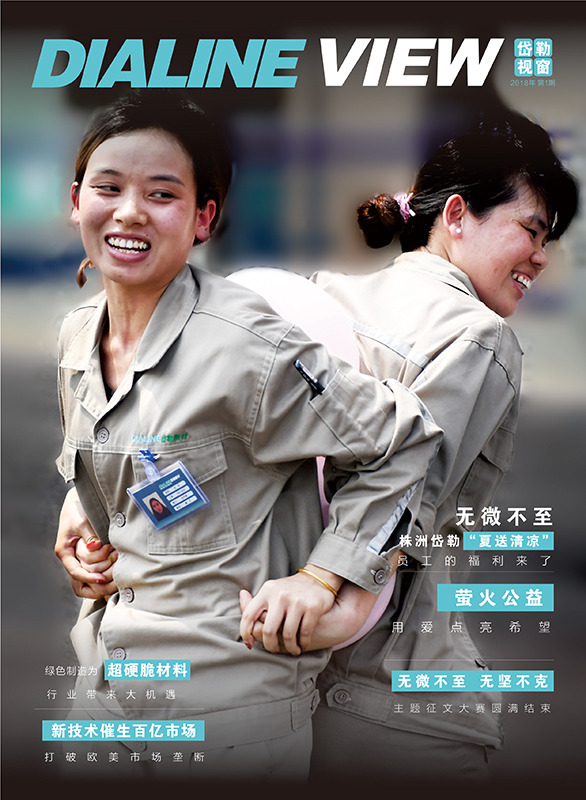 DIALINE VIEW
岱勒
视窗
2018年 第1期
DIALINE
无微不至
株洲岱勒 “夏送清凉”
员工的福利来了
萤火公益
用爱点亮希望
绿色制造为 超硬脆材料
行业带来大机遇
无微不至 无坚不克
主题征文大赛圆满结束
新技术催生百亿市场
打破欧美市场垄断